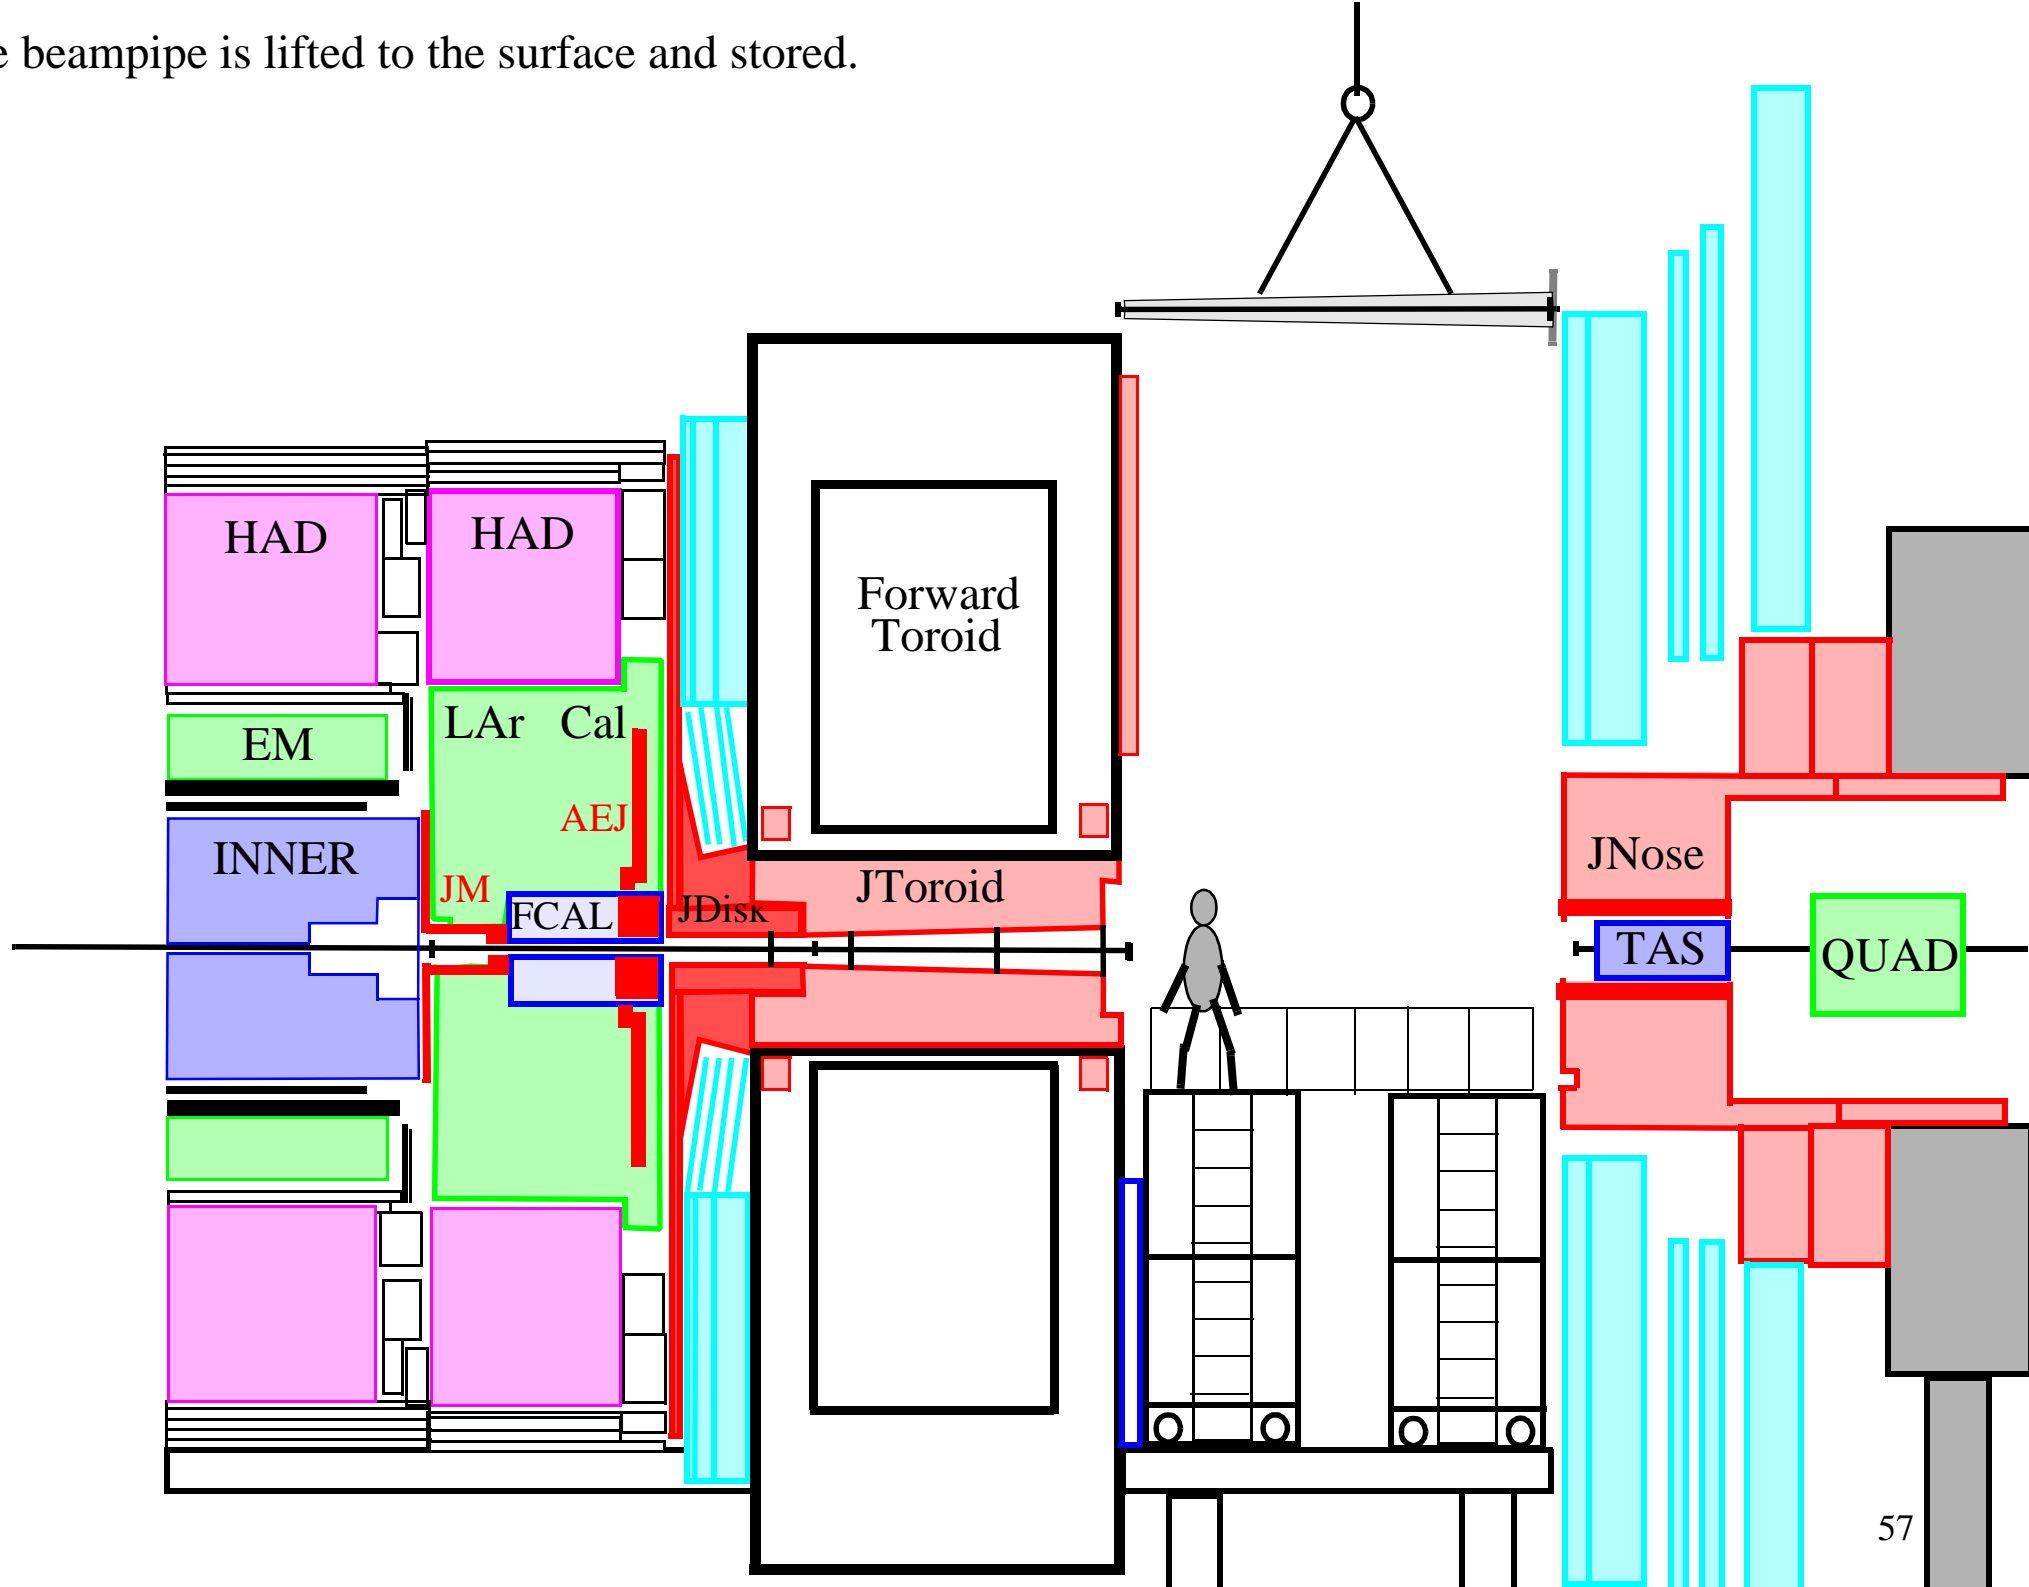 beampipe is lifted to the surface and stored.
HAD
HAD
Forward
Toroid
LAr Cal
EM
AEJ
INNER
JM
FCAL
JDisk
JToroid
JNose
TAS
QUAD
57